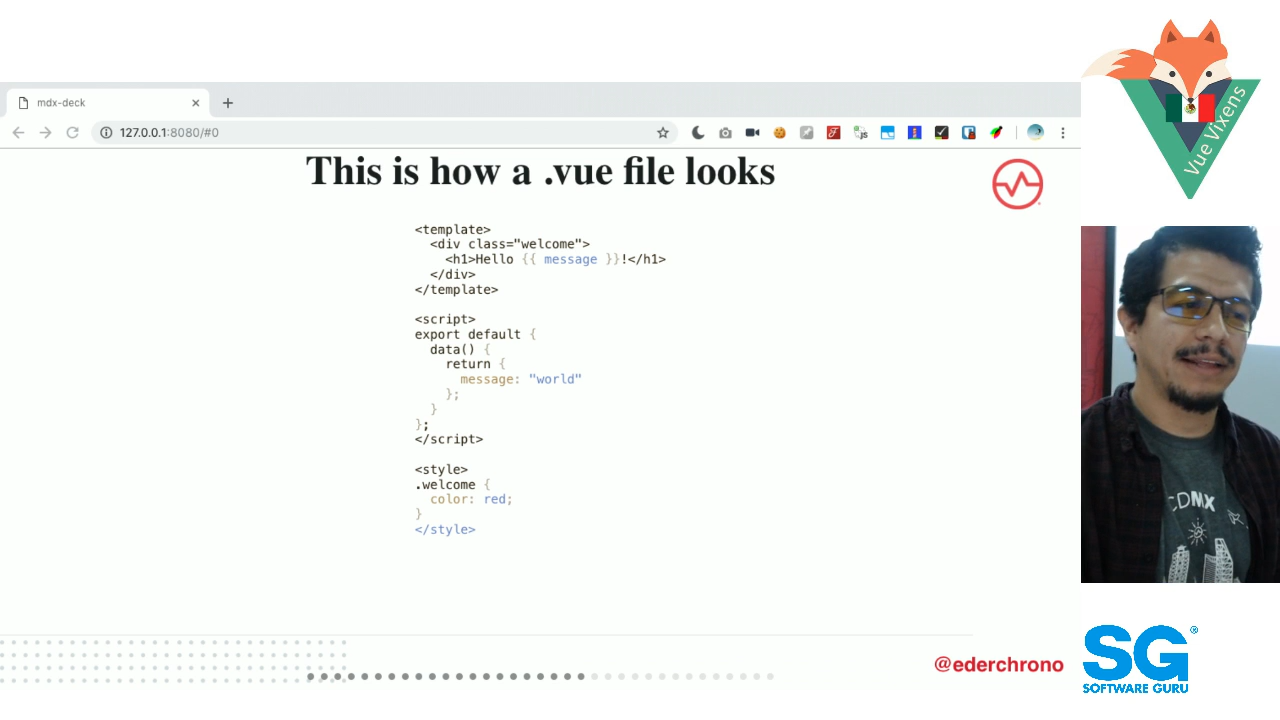 mdx-deck
127.0.0.1:8080/#0
This is how a .vue file looks
<template>
  <div class="welcome">
    <h1>Hello {{ message }}!</h1>
  </div>
</template>
<script>
export default {
  data() {
    return {
      message: "world"
    };
  }
};
</script>
<style>
.welcome {
  color: red;
}
</style>
@ederchrono
Vue Vixens
CDMX
SG®
SOFTWARE GURU